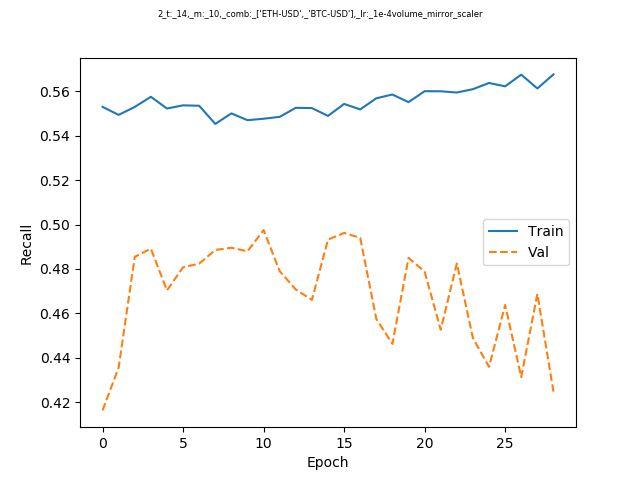 2_t:_14,_m:_10,_comb:_['ETH-USD',_'BTC-USD'],_lr:_1e-4volume_mirror_scaler
0.56
0.54
0.52
0.50
0.48
0.46
0.44
0.42
Recall
Train
Val
0 5 10 15 20 25
Epoch